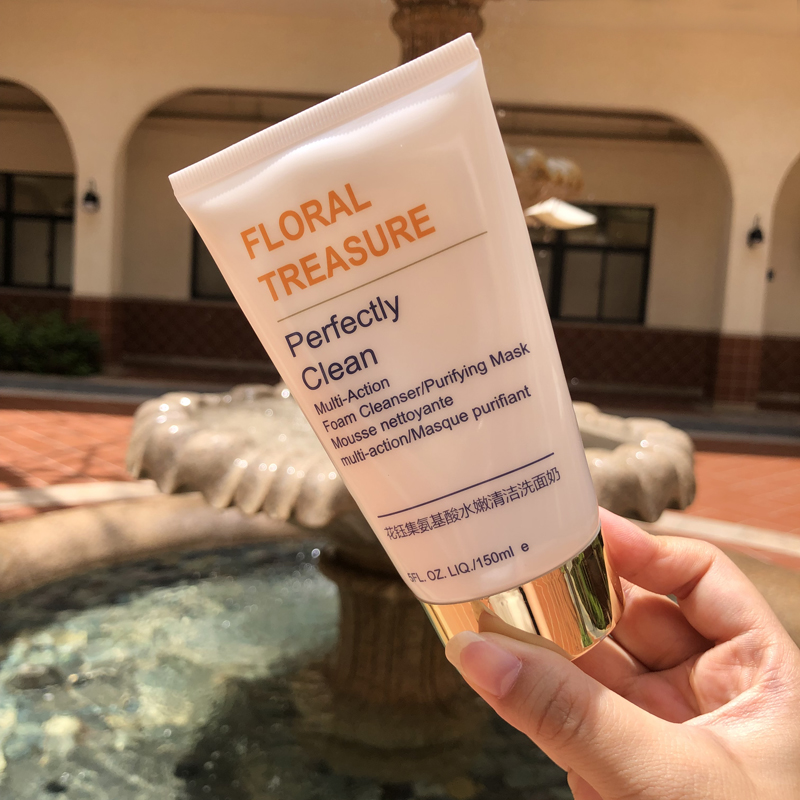 FLORAL
TREASURE
Perfectly
Clean
Multi-Action
Foam Cleanser/Purifying Mask
Mousse nettoyante
multi-action/Masque purifiant
花钰集氨基酸水嫩清洁洗面奶
5FL. OZ. LIQ./150ml e